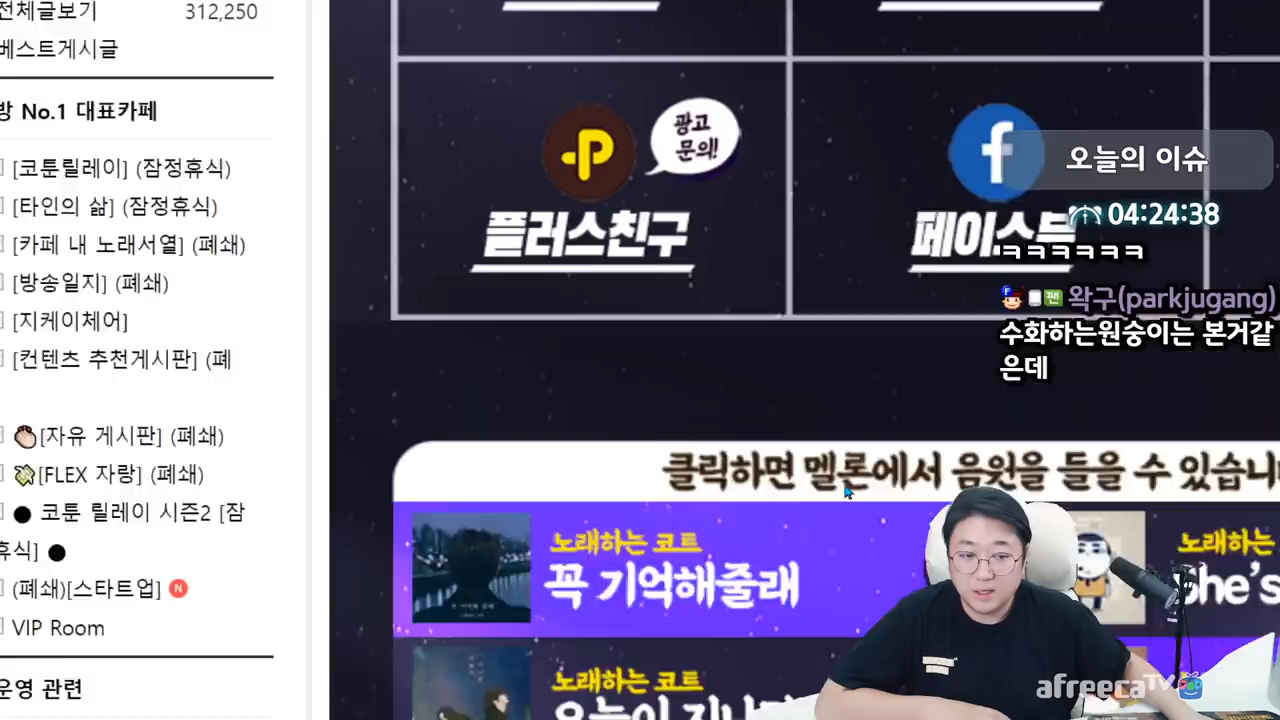 전체글보기 312,250
베스트게시글
방 No.1 대표카페
[코툰릴레이] (잠정휴식)
[타인의 삶] (잠정휴식)
[카페 내 노래서열] (폐쇄)
[방송일지] (폐쇄)
[지케이체어]
[컨텐츠 추천게시판] (폐
[자유 게시판] (폐쇄)
[FLEX 자랑] (폐쇄)
● 코툰 릴레이 시즌2 [잠
휴식] ●
(폐쇄)[스타트업] N
VIP Room
운영 관련
P
광고
문의!
플러스친구
f
페이스북
오늘의 이슈
04:24:38
ㅋㅋㅋㅋㅋㅋ
F 팬 왁구(parkjugang)
수화하는원숭이는 본거같
은데
클릭하면 멜론에서 음원을 들을 수 있습니
노래하는 코트
꼭 기억해줄래
노래하는
she's
노래하는 코트
오늘이 지나
afreecaTV